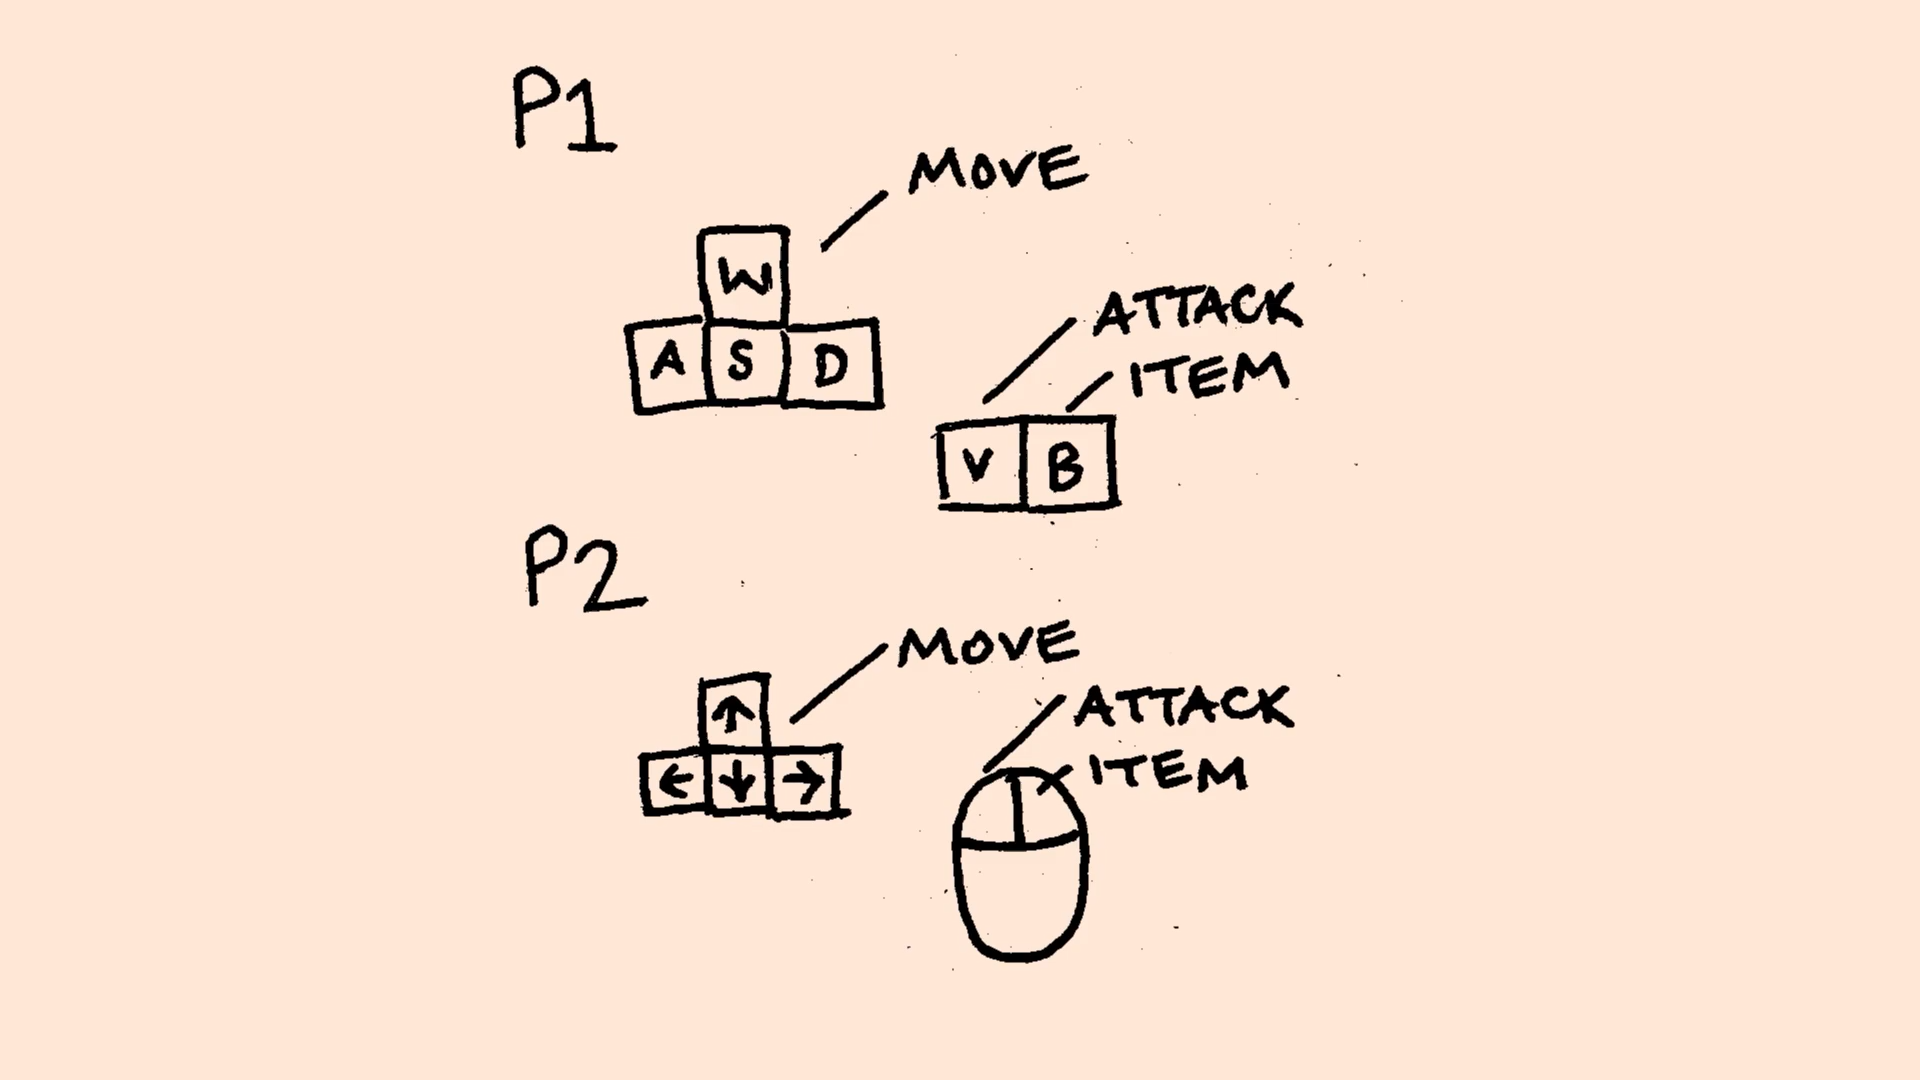 P1
MOVE
W
A S D
ATTACK
ITEM
V B
P2
MOVE
↑
← ↓ →
ATTACK
ITEM